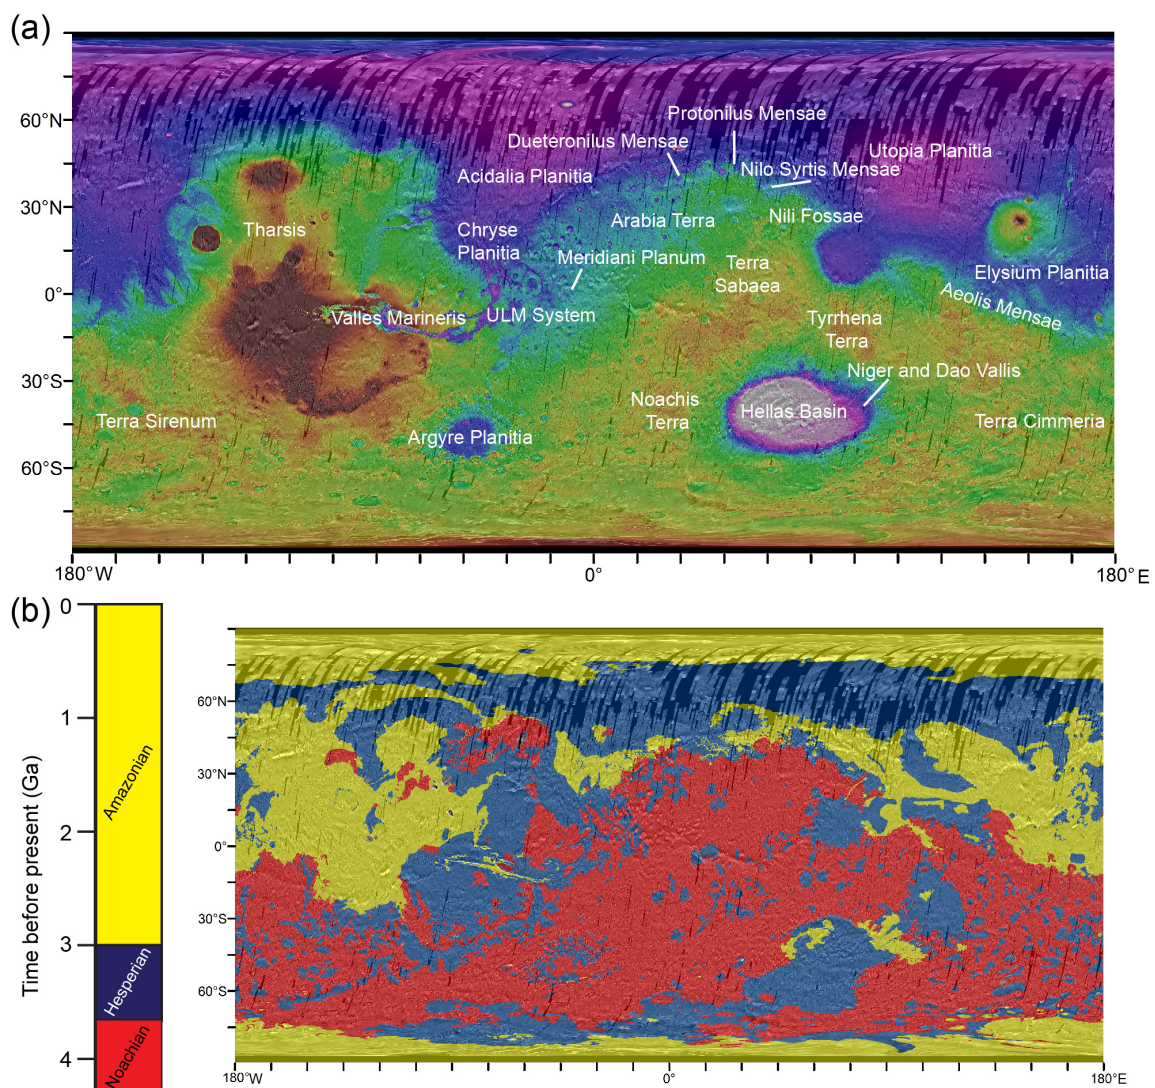 (a)
Protonilus Mensae
Dueteronilus Mensae
Utopia Planitia
Nilo Syrtis Mensae
Acidalia Planitia
Arabia Terra
Nili Fossae
Tharsis
Chryse
Planitia
Meridiani Planum
Terra
Sabaea
Elysium Planitia
Aeolis Mensae
Valles Marineris
ULM System
Tyrrhena
Terra
Niger and Dao Vallis
Noachis
Terra
Hellas Basin
Terra Sirenum
Argyre Planitia
Terra Cimmeria
60°N
30°N
0°
30°S
60°S
180°W
0°
180°E
(b)
0
1
2
3
4
Time before present (Ga)
Amazonian
Hesperian
Noachian
60°N
30°N
0°
30°S
60°S
180°W
0°
180°E